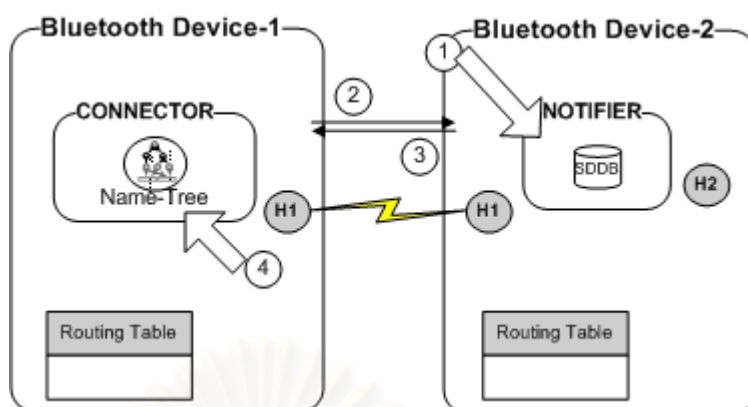 Bluetooth Device-1
Bluetooth Device-2
1
CONNECTOR
2
NOTIFIER
3
SDDB
Name-Tree
H1
H1
H2
4
Routing Table
Routing Table